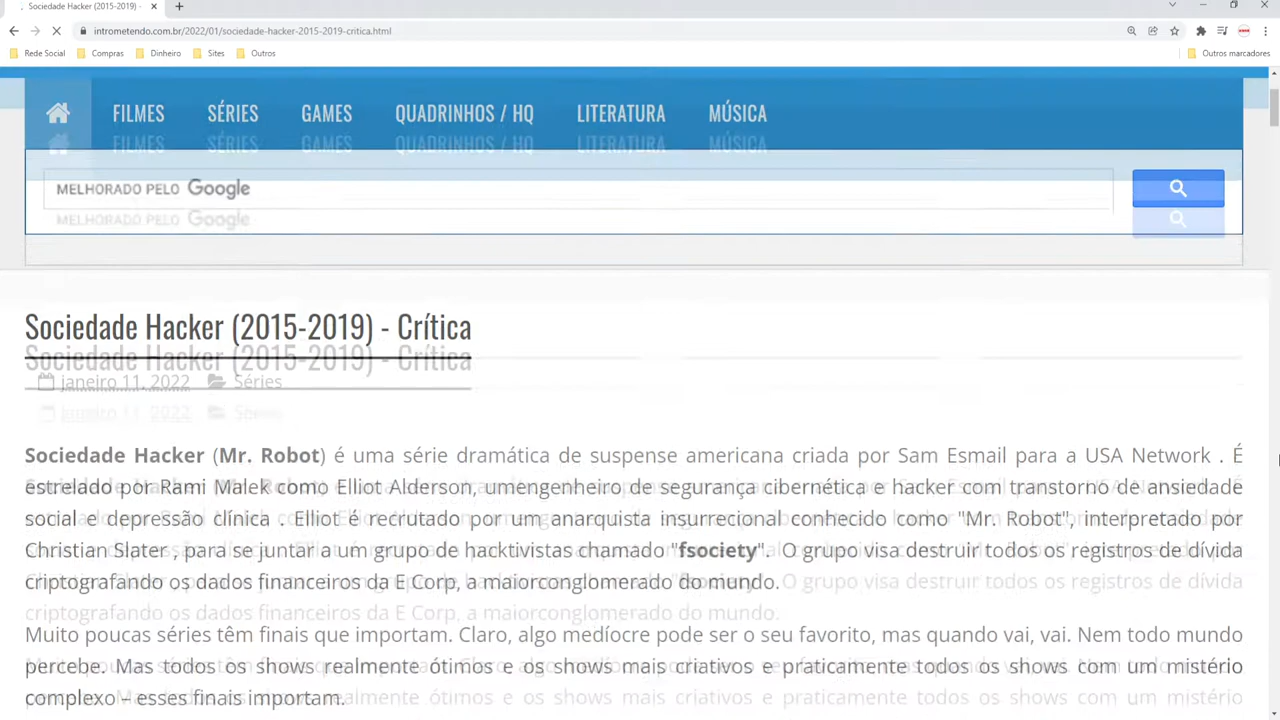 Sociedade Hacker (2015-2019) -
intrometendo.com.br/2022/01/sociedade-hacker-2015-2019-critica.html
Rede Social Compras Dinheiro Sites Outros Outros marcadores
FILMES SÉRIES GAMES QUADRINHOS / HQ LITERATURA MÚSICA
MELHORADO PELO Google
Sociedade Hacker (2015-2019) - Crítica
janeiro 11, 2022 Séries
Sociedade Hacker (Mr. Robot) é uma série dramática de suspense americana criada por Sam Esmail para a USA Network . É
estrelado por Rami Malek como Elliot Alderson, umengenheiro de segurança cibernética e hacker com transtorno de ansiedade
social e depressão clínica . Elliot é recrutado por um anarquista insurrecional conhecido como "Mr. Robot", interpretado por
Christian Slater , para se juntar a um grupo de hacktivistas chamado "fsociety". O grupo visa destruir todos os registros de dívida
criptografando os dados financeiros da E Corp, a maiorconglomerado do mundo.
Muito poucas séries têm finais que importam. Claro, algo medíocre pode ser o seu favorito, mas quando vai, vai. Nem todo mundo
percebe. Mas todos os finais realmente ótimos e os shows mais criativos e praticamente todos os shows com um mistério
complexo – esses finais importam.